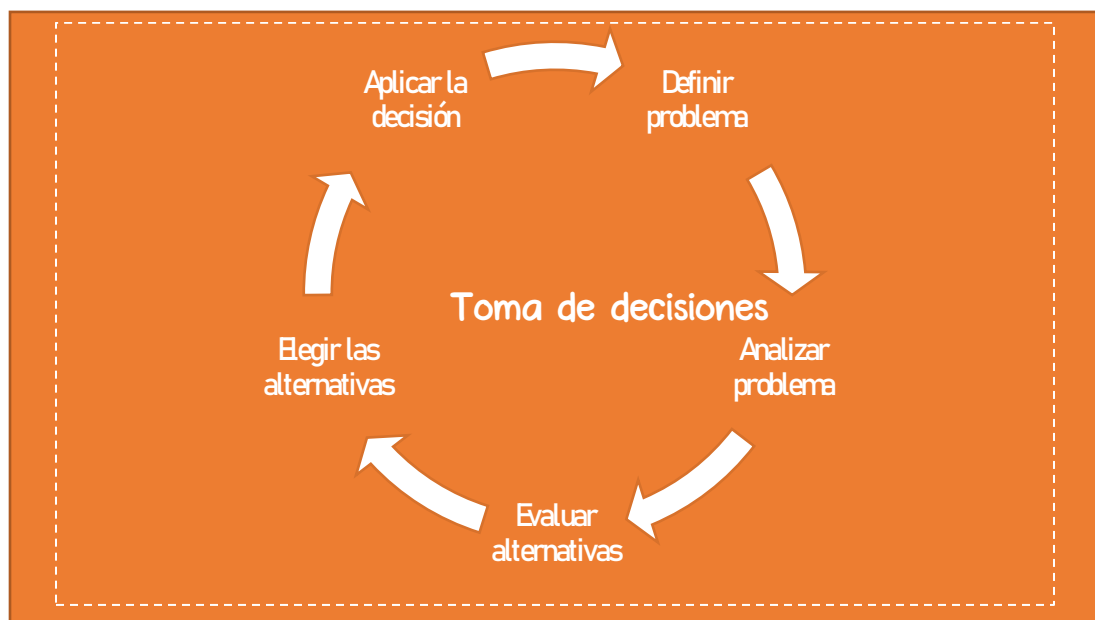 Aplicar la
decisión
Definir
problema
Toma de decisiones
Analizar
problema
Evaluar
alternativas
Elegir las
alternativas